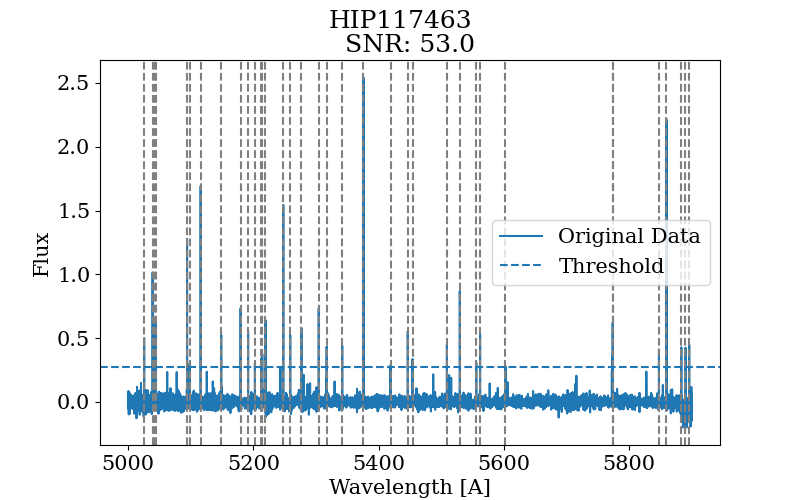 HIP117463
SNR: 53.0
2.5
2.0
1.5
1.0
0.5
0.0
Flux
Original Data
Threshold
5000 5200 5400 5600 5800
Wavelength [A]